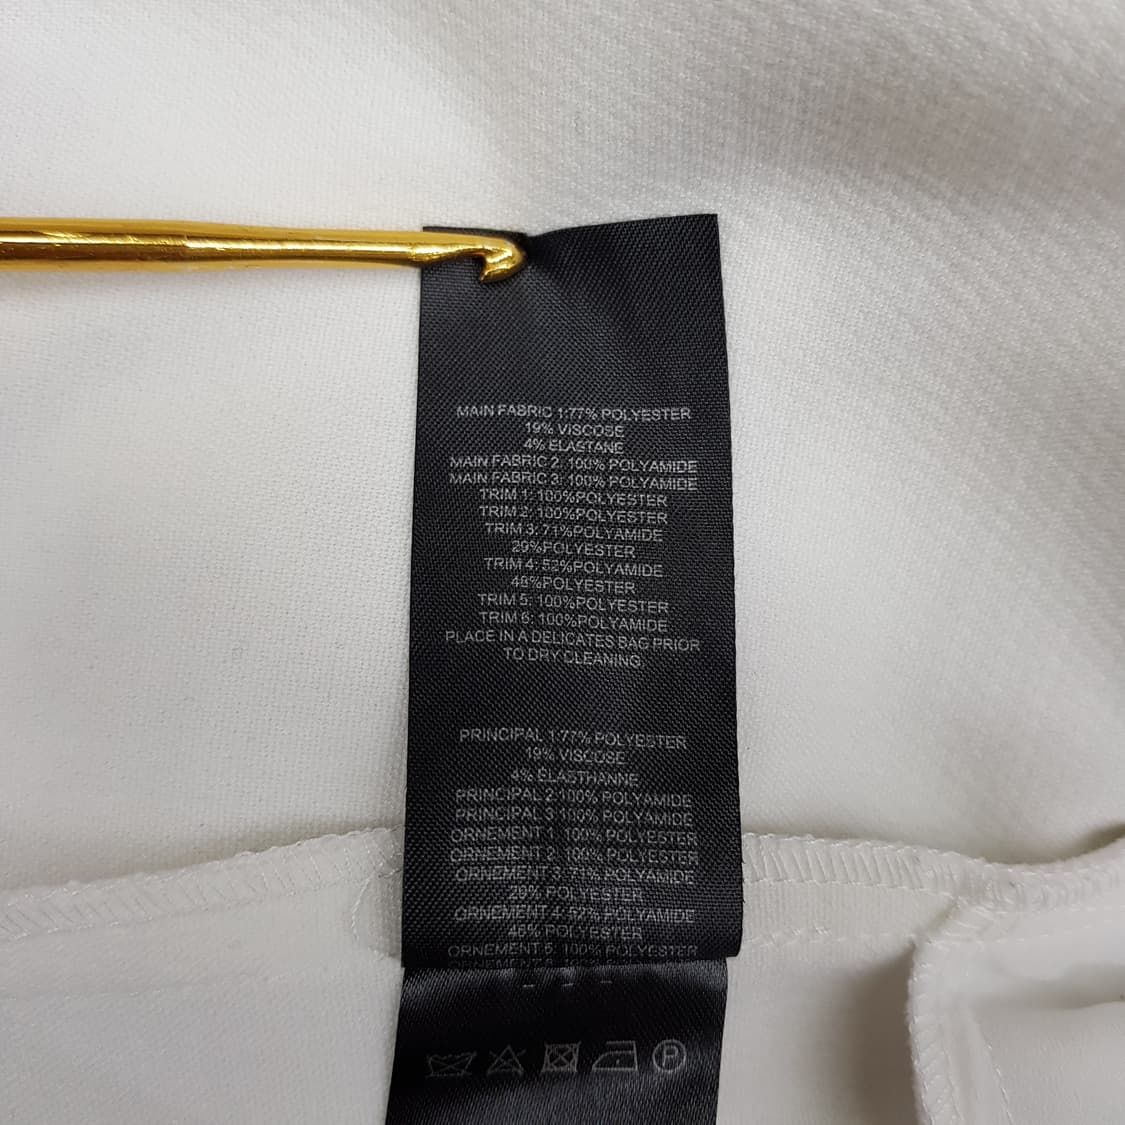 MAIN FABRIC 1:77% POLYESTER
19% VISCOSE
4% ELASTANE
MAIN FABRIC 2: 100% POLYAMIDE
MAIN FABRIC 3: 100% POLYAMIDE
TRIM 1: 100%POLYESTER
TRIM 2: 100%POLYESTER
TRIM 3: 71%POLYAMIDE
29%POLYESTER
TRIM 4: 52%POLYAMIDE
48%POLYESTER
TRIM 5: 100%POLYESTER
TRIM 6: 100%POLYAMIDE
PLACE IN A DELICATES BAG PRIOR
TO DRY CLEANING
PRINCIPAL 1:77% POLYESTER
19% VISCOSE
4% ÉLASTHANNE
PRINCIPAL 2:100% POLYAMIDE
PRINCIPAL 3:100% POLYAMIDE
ORNEMENT 1: 100% POLYESTER
ORNEMENT 2: 100% POLYESTER
ORNEMENT 3: 71% POLYAMIDE
29% POLYESTER
ORNEMENT 4: 52% POLYAMIDE
48% POLYESTER
ORNEMENT 5: 100% POLYESTER
P